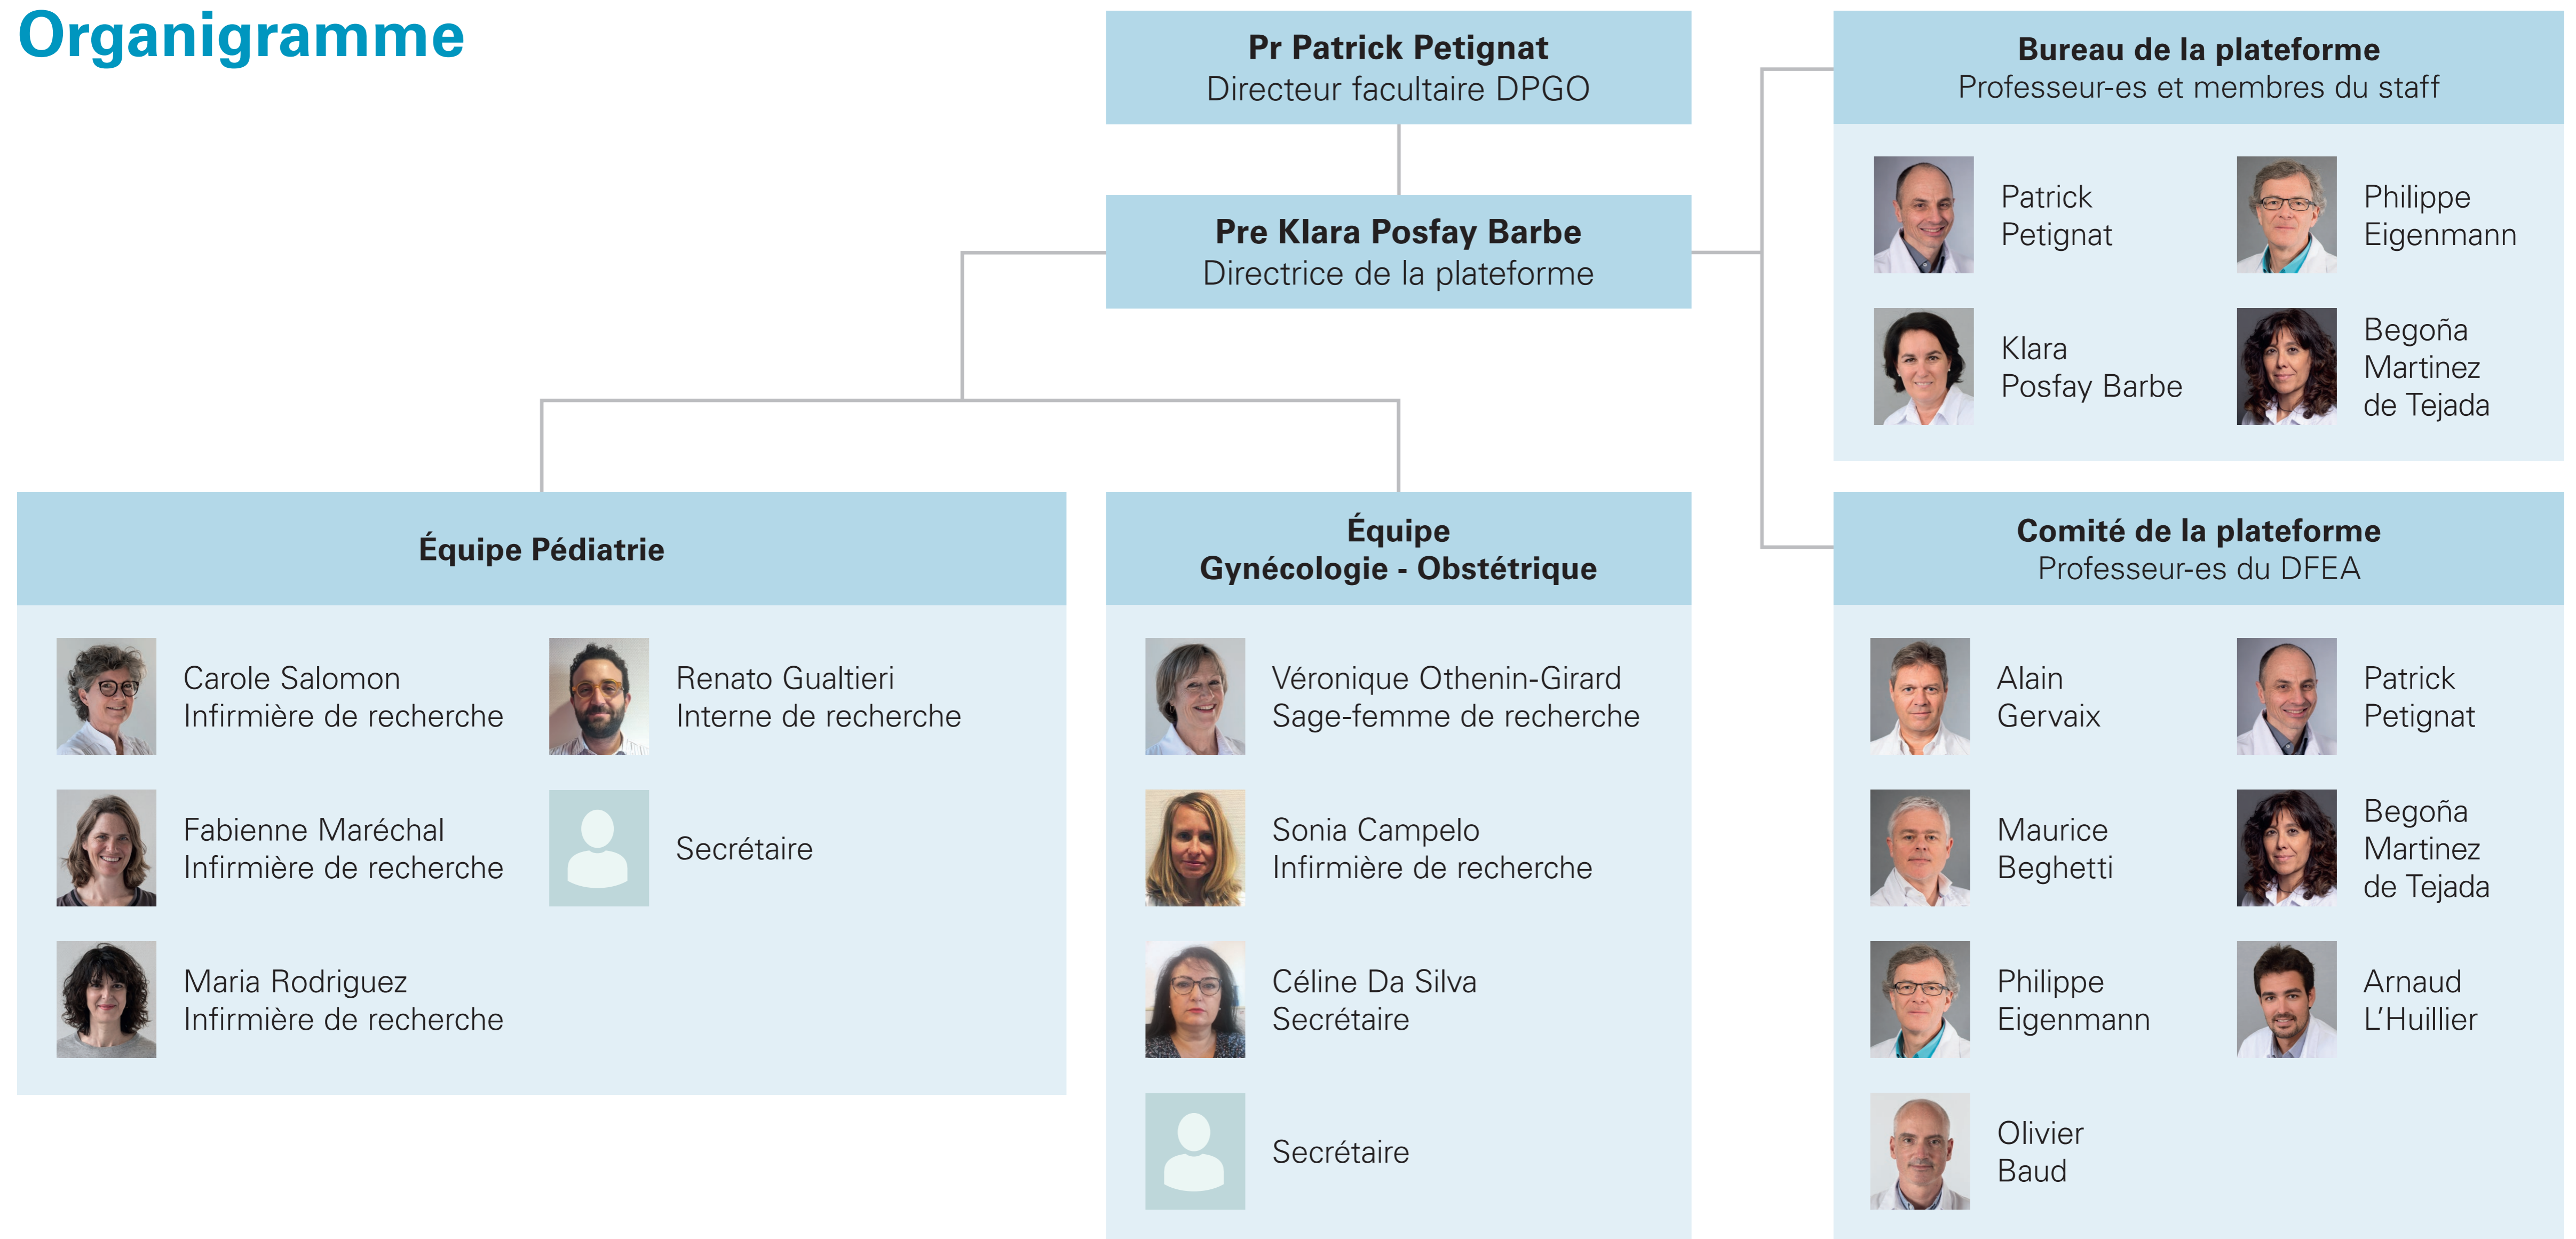 Organigramme
Pr Patrick Petignat
Directeur facultaire DPGO
Pre Klara Posfay Barbe
Directrice de la plateforme
Bureau de la plateforme
Professeur-es et membres du staff
Patrick
Petignat
Philippe
Eigenmann
Klara
Posfay Barbe
Begoña
Martinez
de Tejada
Équipe Pédiatrie
Carole Salomon
Infirmière de recherche
Renato Gualtieri
Interne de recherche
Fabienne Maréchal
Infirmière de recherche
Secrétaire
Maria Rodriguez
Infirmière de recherche
Équipe
Gynécologie - Obstétrique
Véronique Othenin-Girard
Sage-femme de recherche
Sonia Campelo
Infirmière de recherche
Céline Da Silva
Secrétaire
Secrétaire
Comité de la plateforme
Professeur-es du DFEA
Alain
Gervaix
Patrick
Petignat
Maurice
Beghetti
Begoña
Martinez
de Tejada
Philippe
Eigenmann
Arnaud
L’Huillier
Olivier
Baud